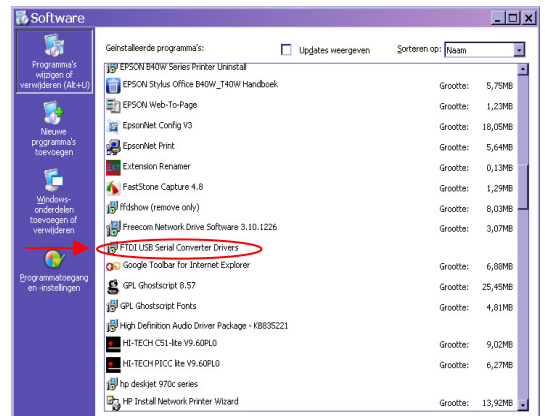 Software
Programma's
wijzigen of
verwijderen (Alt+U)
Nieuwe
programma's
toevoegen
Windows-
onderdelen
toevoegen of
verwijderen
Programmatoegang
en -instellingen
Geïnstalleerde programma's:
Updates weergeven
Sorteren op: Naam
EPSON B40W Series Printer Uninstall
EPSON Stylus Office B40W_T40W Handboek Grootte: 5,75MB
EPSON Web-To-Page Grootte: 1,23MB
EpsonNet Config V3 Grootte: 18,05MB
EpsonNet Print Grootte: 5,64MB
Extension Renamer Grootte: 0,13MB
FastStone Capture 4.8 Grootte: 1,29MB
ffdshow (remove only) Grootte: 8,03MB
Freecom Network Drive Software 3.10.1226 Grootte: 3,07MB
FTDI USB Serial Converter Drivers
Google Toolbar for Internet Explorer Grootte: 6,88MB
GPL Ghostscript 8.57 Grootte: 25,45MB
GPL Ghostscript Fonts Grootte: 4,81MB
High Definition Audio Driver Package - KB835221
HI-TECH C51-lite V9.60PL0 Grootte: 9,02MB
HI-TECH PICC lite V9.60PL0 Grootte: 6,27MB
hp deskjet 970c series
HP Install Network Printer Wizard Grootte: 13,92MB